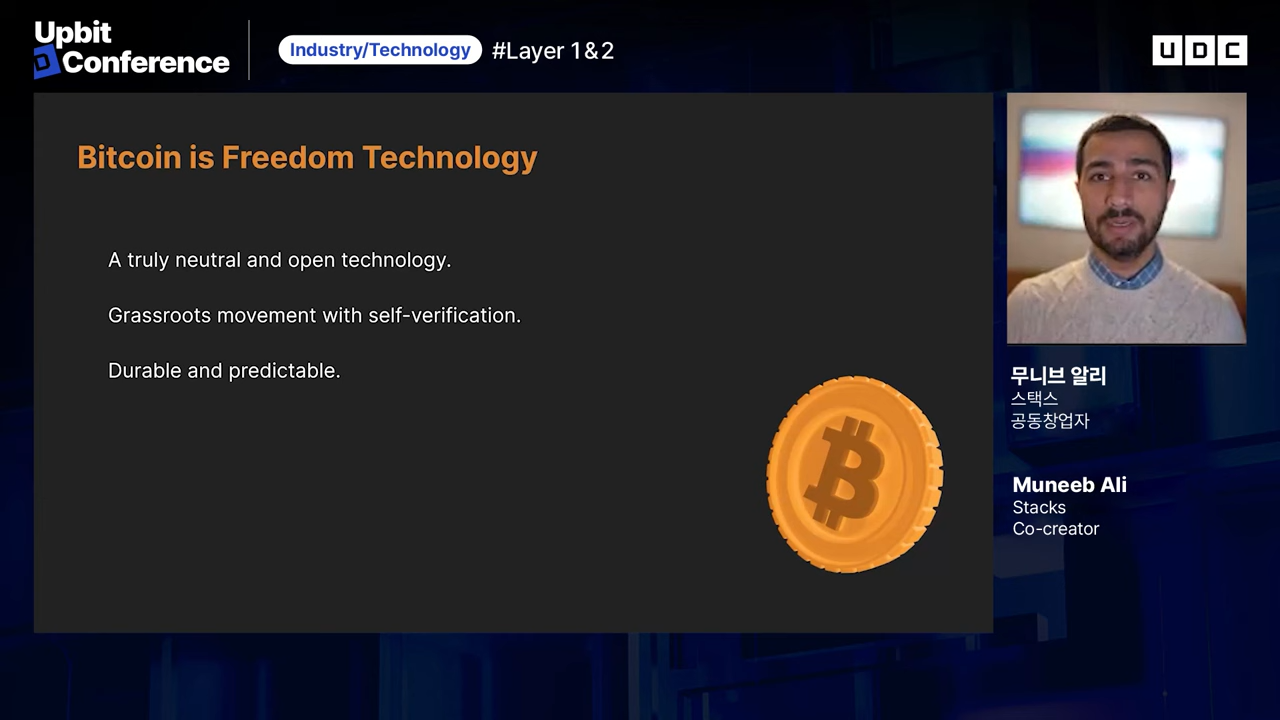 Upbit
D Conference
Industry/Technology #Layer 1&2
UDC
Bitcoin is Freedom Technology
A truly neutral and open technology.
Grassroots movement with self-verification.
Durable and predictable.
무니브 알리
스택스
공동창업자
Muneeb Ali
Stacks
Co-creator